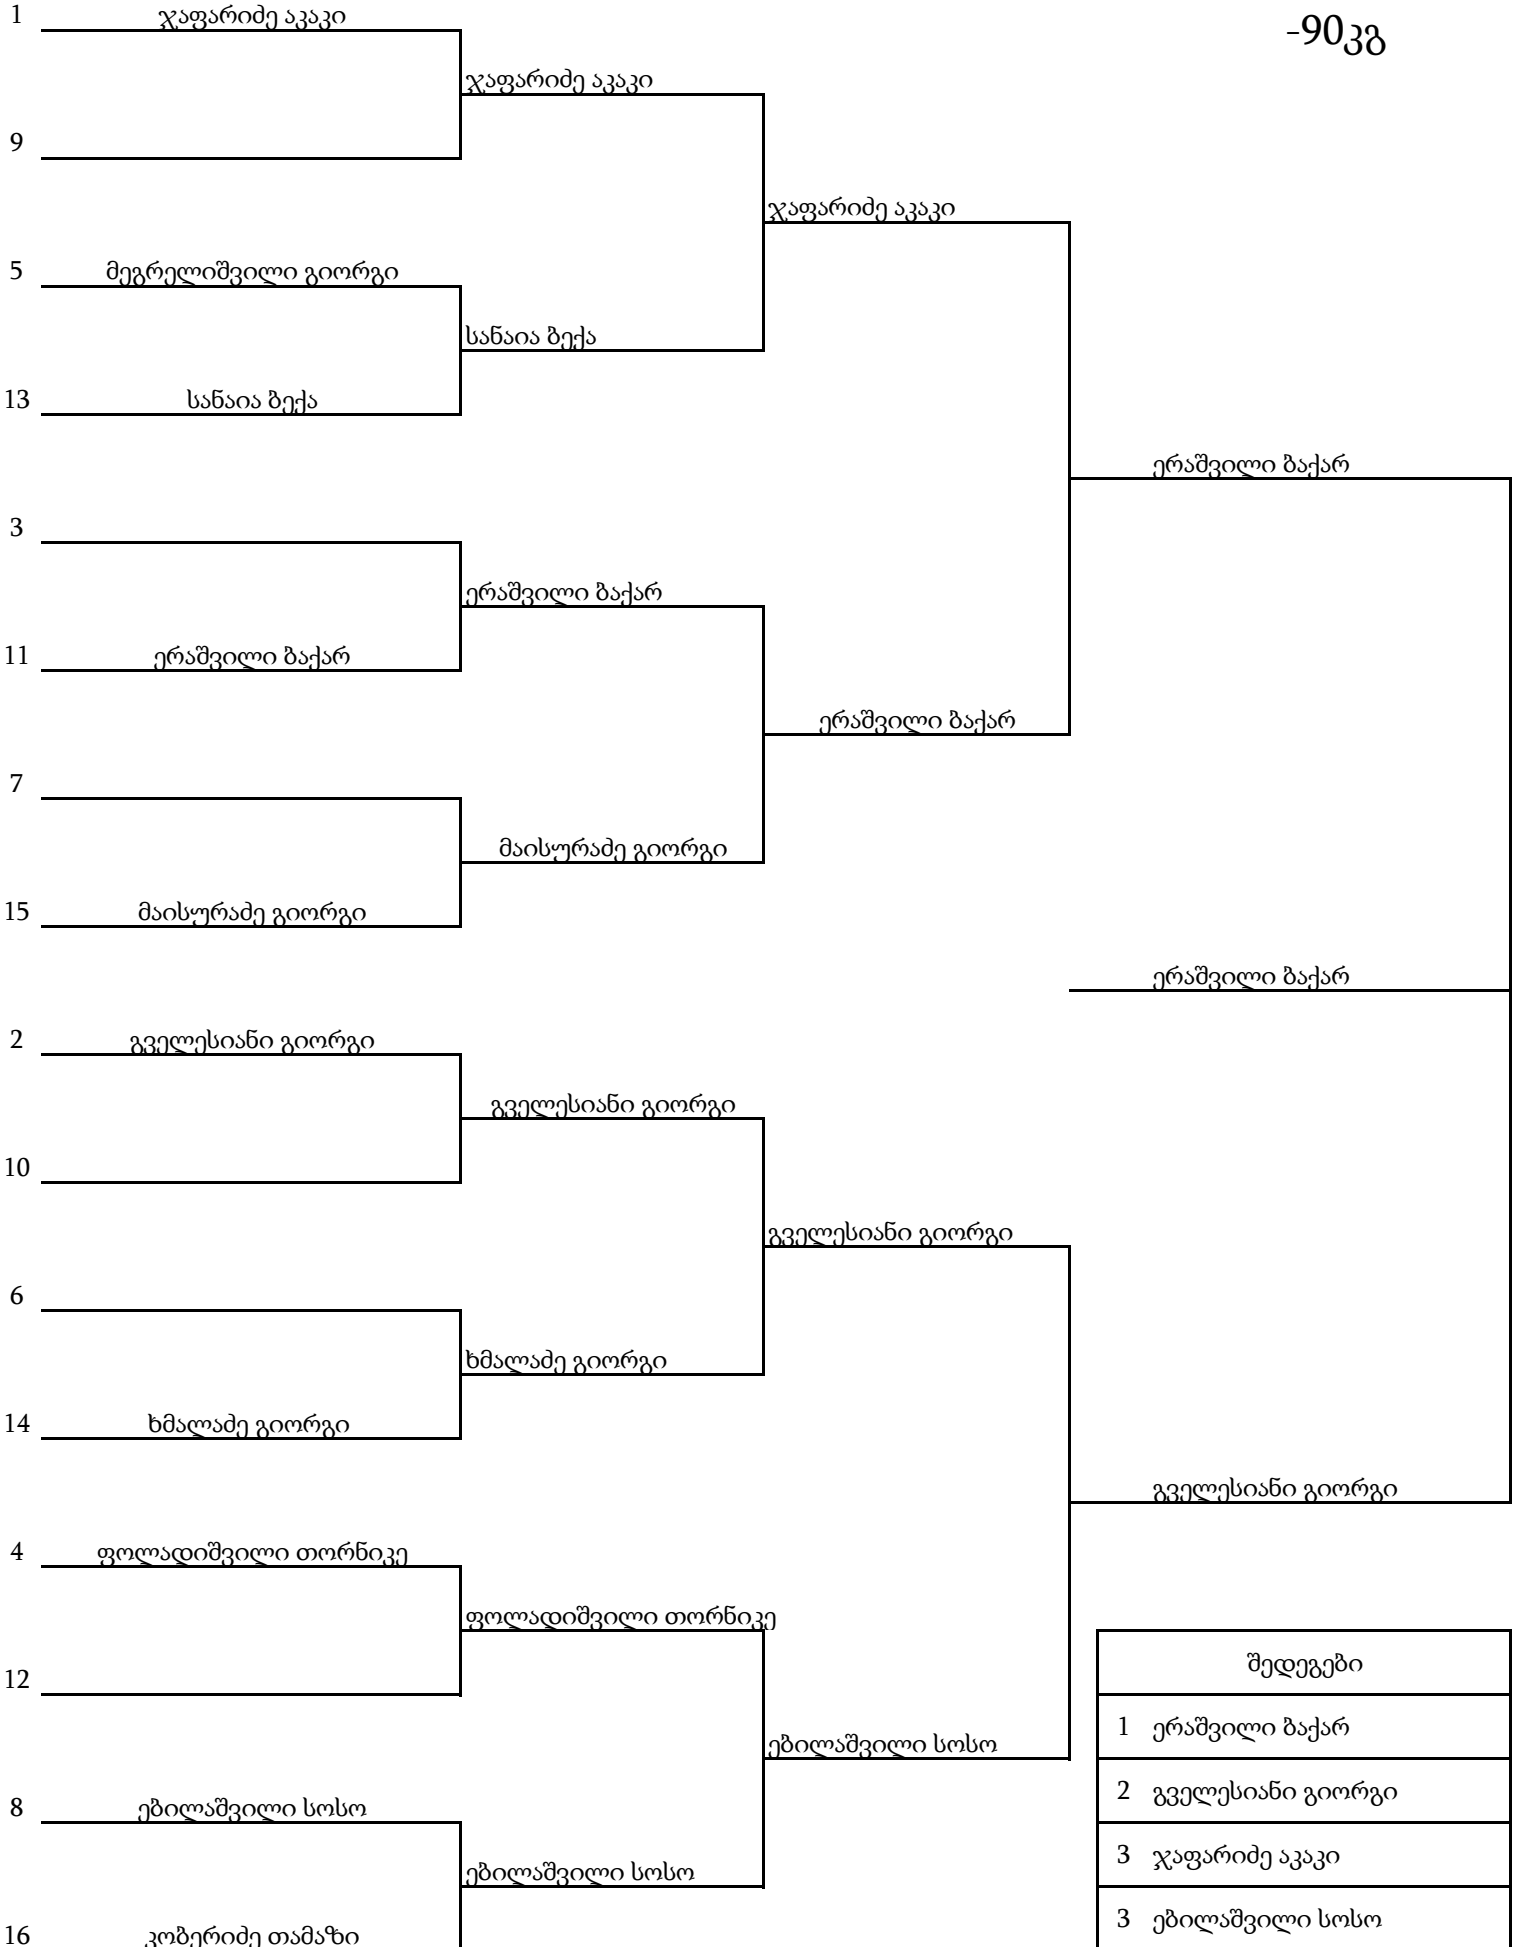 1 ჯაფარიძე აკაკი
-90კგ
ჯაფარიძე აკაკი
9
ჯაფარიძე აკაკი
5 მეგრელიშვილი გიორგი
სანაია ბექა
13 სანაია ბექა
ერაშვილი ბაქარ
3
ერაშვილი ბაქარ
11 ერაშვილი ბაქარ
ერაშვილი ბაქარ
7
მაისურაძე გიორგი
15 მაისურაძე გიორგი
ერაშვილი ბაქარ
2 გველესიანი გიორგი
გველესიანი გიორგი
10
გველესიანი გიორგი
6
ხმალაძე გიორგი
14 ხმალაძე გიორგი
გველესიანი გიორგი
4 ფოლადიშვილი თორნიკე
ფოლადიშვილი თორნიკე
შედეგები
12
1 ერაშვილი ბაქარ
ებილაშვილი სოსო
2 გველესიანი გიორგი
8 ებილაშვილი სოსო
3 ჯაფარიძე აკაკი
ებილაშვილი სოსო
3 ებილაშვილი სოსო
16 კობერიძე თამაზი